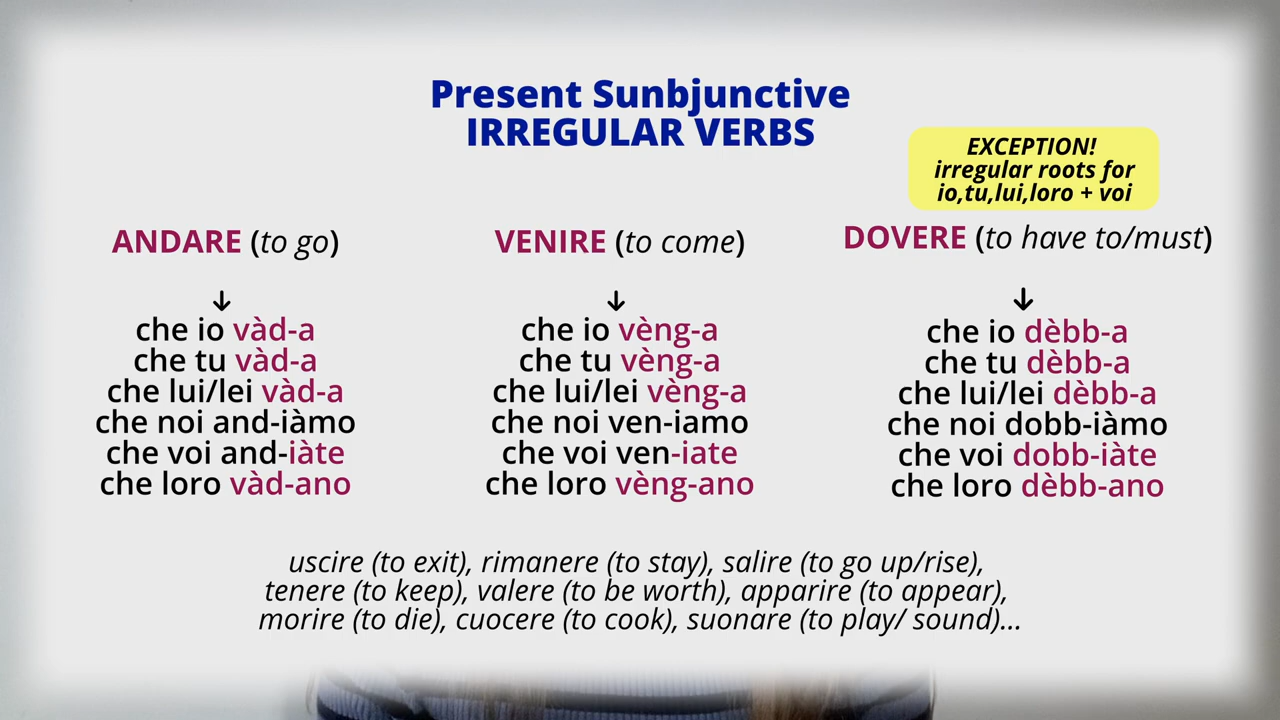 Present Sunbjunctive
IRREGULAR VERBS
EXCEPTION!
irregular roots for
io,tu,lui,loro + voi
ANDARE (to go)
↓
che io vàd-a
che tu vàd-a
che lui/lei vàd-a
che noi and-iàmo
che voi and-iàte
che loro vàd-ano
VENIRE (to come)
↓
che io vèng-a
che tu vèng-a
che lui/lei vèng-a
che noi ven-iamo
che voi ven-iate
che loro vèng-ano
DOVERE (to have to/must)
↓
che io dèbb-a
che tu dèbb-a
che lui/lei dèbb-a
che noi dobb-iàmo
che voi dobb-iàte
che loro dèbb-ano
uscire (to exit), rimanere (to stay), salire (to go up/rise),
tenere (to keep), valere (to be worth), apparire (to appear),
morire (to die), cuocere (to cook), suonare (to play/ sound)...